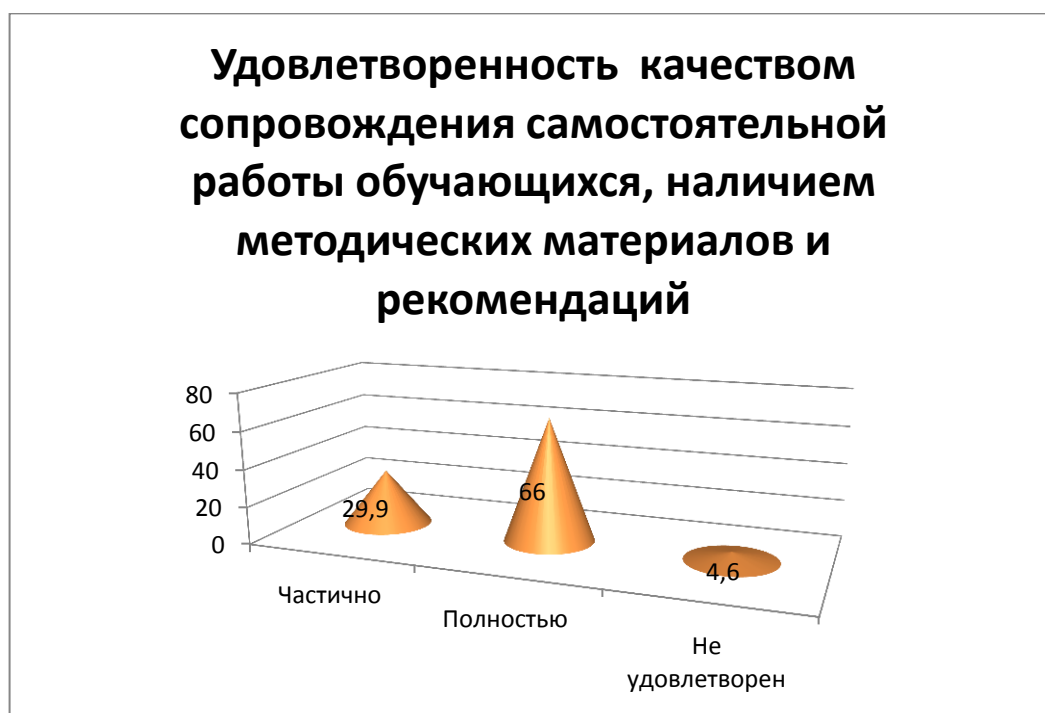 Удовлетворенность качеством
сопровождения самостоятельной
работы обучающихся, наличием
методических материалов и
рекомендаций
80
60
40
20
0
29,9
66
4,6
Частично
Полностью
Не
удовлетворен